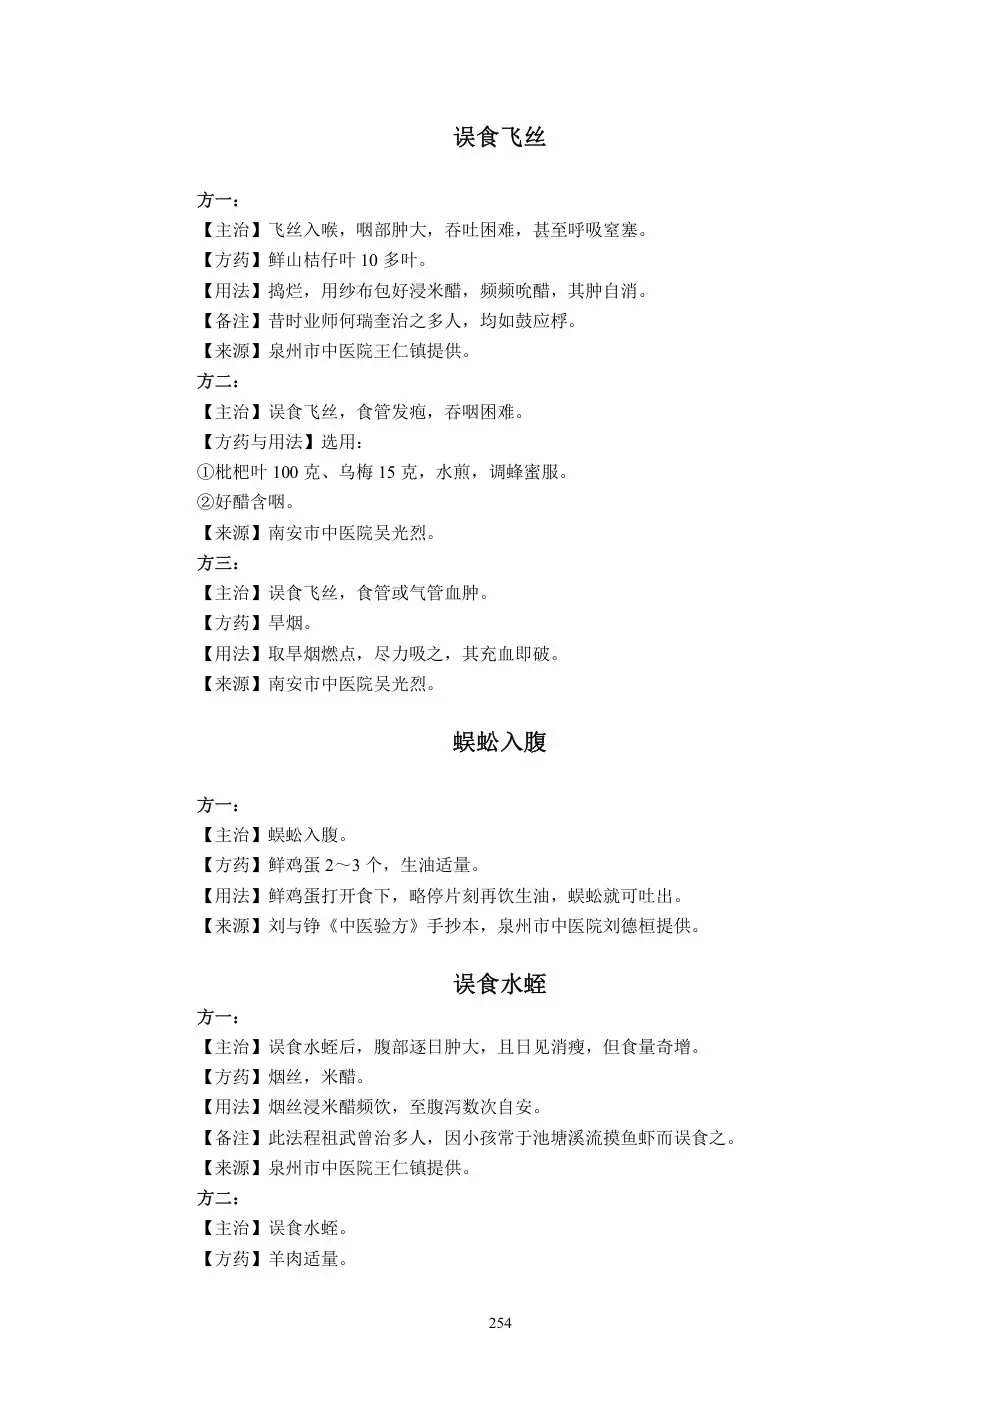 误食飞丝
方一：
【主治】飞丝入喉，咽部肿大，吞吐困难，甚至呼吸窒塞。
【方药】鲜山桔仔叶 10 多叶。
【用法】捣烂，用纱布包好浸米醋，频频吮醋，其肿自消。
【备注】昔时业师何瑞奎治之多人，均如鼓应桴。
【来源】泉州市中医院王仁镇提供。
方二：
【主治】误食飞丝，食管发疱，吞咽困难。
【方药与用法】选用：
①枇杷叶 100 克、乌梅 15 克，水煎，调蜂蜜服。
②好醋含咽。
【来源】南安市中医院吴光烈。
方三：
【主治】误食飞丝，食管或气管血肿。
【方药】旱烟。
【用法】取旱烟燃点，尽力吸之，其充血即破。
【来源】南安市中医院吴光烈。
蜈蚣入腹
方一：
【主治】蜈蚣入腹。
【方药】鲜鸡蛋 2～3 个，生油适量。
【用法】鲜鸡蛋打开食下，略停片刻再饮生油，蜈蚣就可吐出。
【来源】刘与铮《中医验方》手抄本，泉州市中医院刘德桓提供。
误食水蛭
方一：
【主治】误食水蛭后，腹部逐日肿大，且日见消瘦，但食量奇增。
【方药】烟丝，米醋。
【用法】烟丝浸米醋频饮，至腹泻数次自安。
【备注】此法程祖武曾治多人，因小孩常于池塘溪流摸鱼虾而误食之。
【来源】泉州市中医院王仁镇提供。
方二：
【主治】误食水蛭。
【方药】羊肉适量。
254